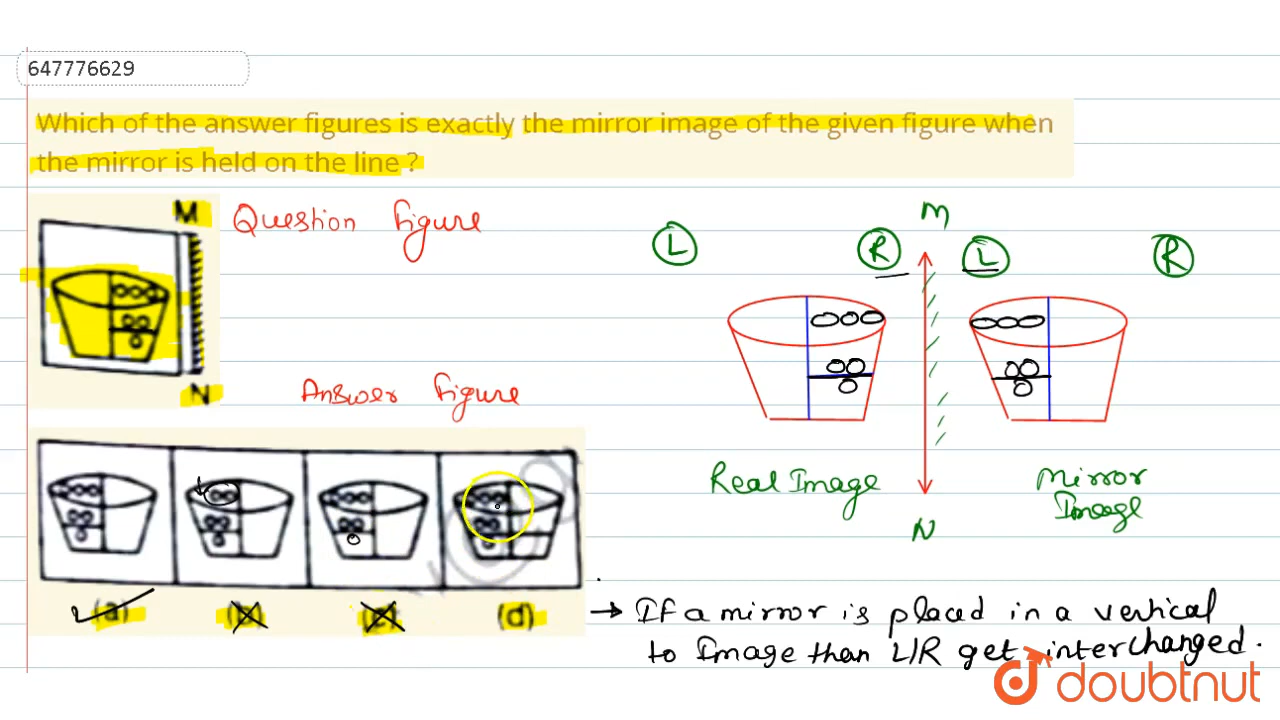 647776629
Which of the answer figures is exactly the mirror image of the given figure when
the mirror is held on the line ?
M
Question figure
M
L R L R
N
Answer figure
Real Image
Mirror
Image
N
(a) (b) (c) (d)
→ If a mirror is placed in a vertical
to Image than L/R get interchanged.
doubtnut